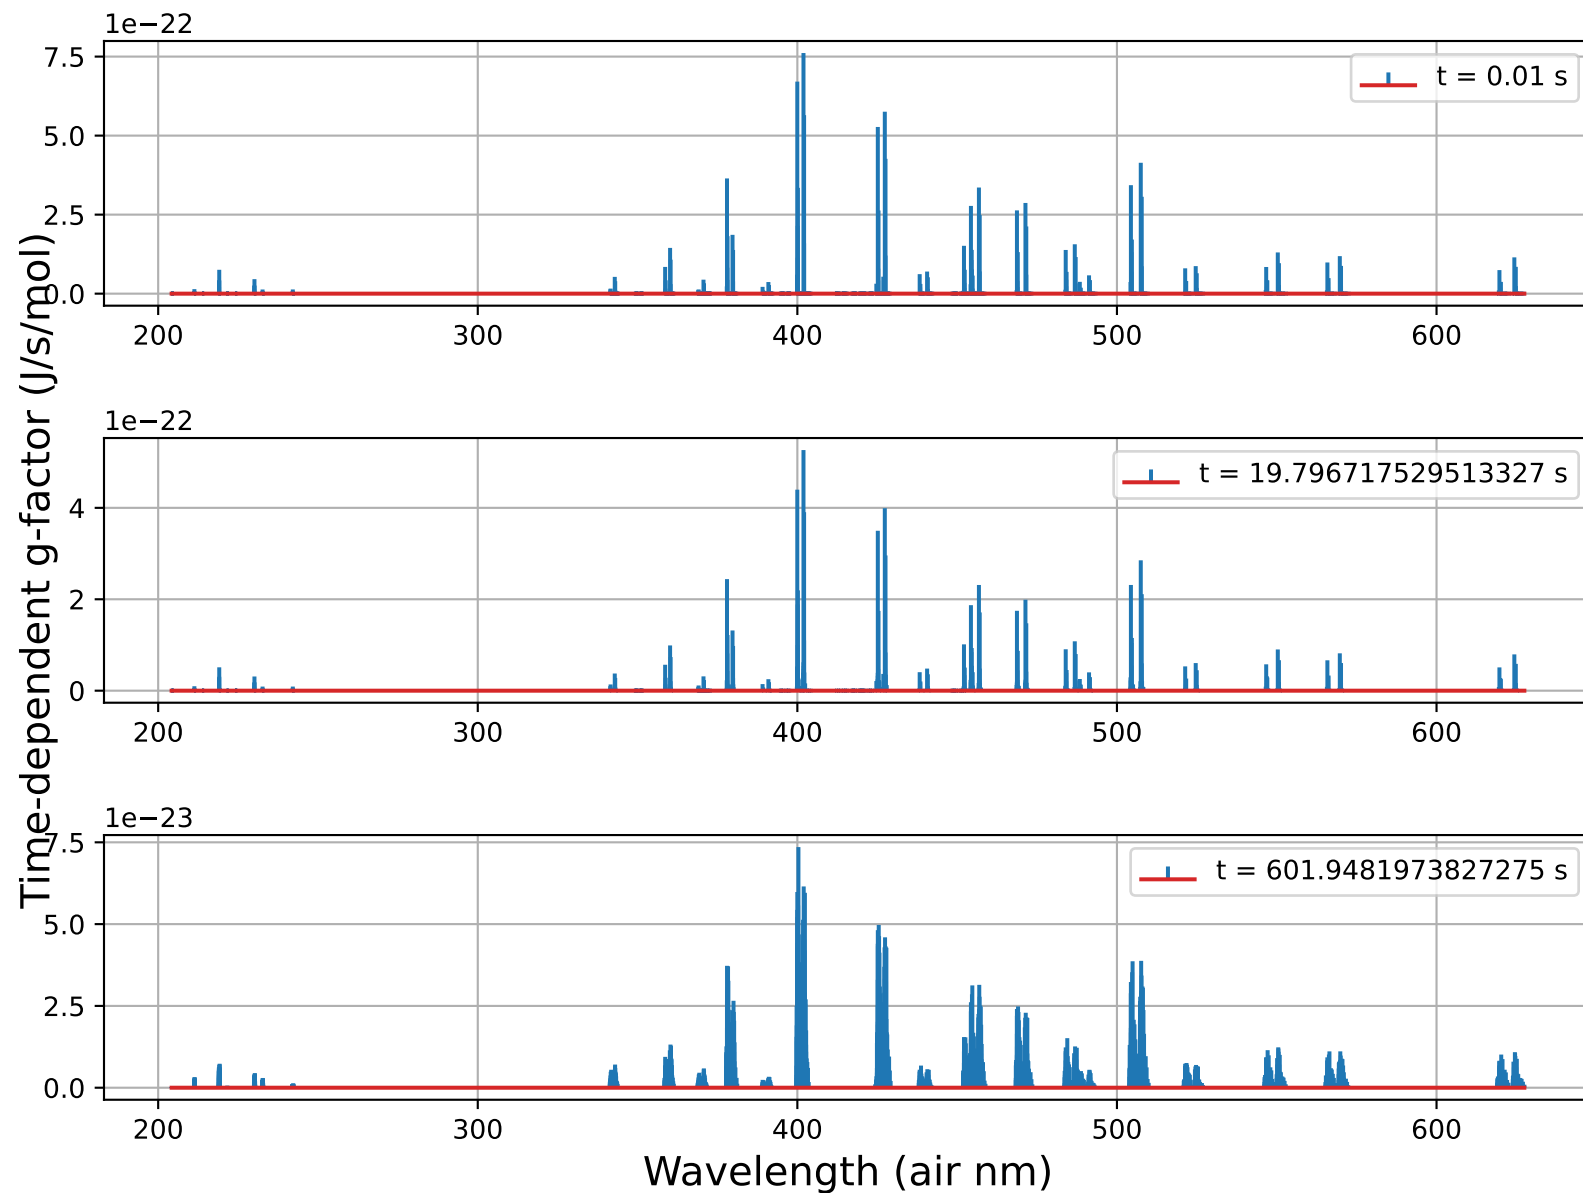 1e−22
7.5
5.0
2.5
0.0
t = 0.01 s
200 300 400 500 600
1e−22
4
2
0
t = 19.796717529513327 s
200 300 400 500 600
Time-dependent g-factor (J/s/mol)
1e−23
7.5
5.0
2.5
0.0
t = 601.9481973827275 s
200 300 400 500 600
Wavelength (air nm)